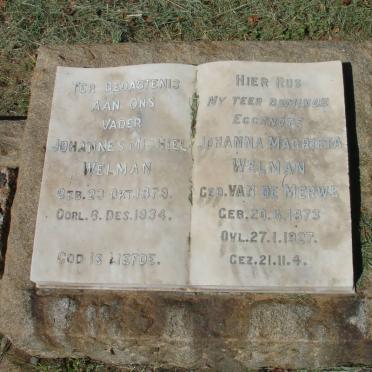 TER GEDAGTENIS
AAN ONS
VADER
JOHANNES MICHIEL
WELMAN
GEB. 23 OKT. 1873.
OORL. 6. DES. 1934.
GOD IS LIEFDE.
HIER RUS
MY TEER BEMINDE
EGGENOTE
JOHANNA MAGRIETA
WELMAN
GEB. VAN DE MERWE
GEB. 20. 6. 1873
OVL. 27. 1. 1927.
GEZ. 21. 11. 4.